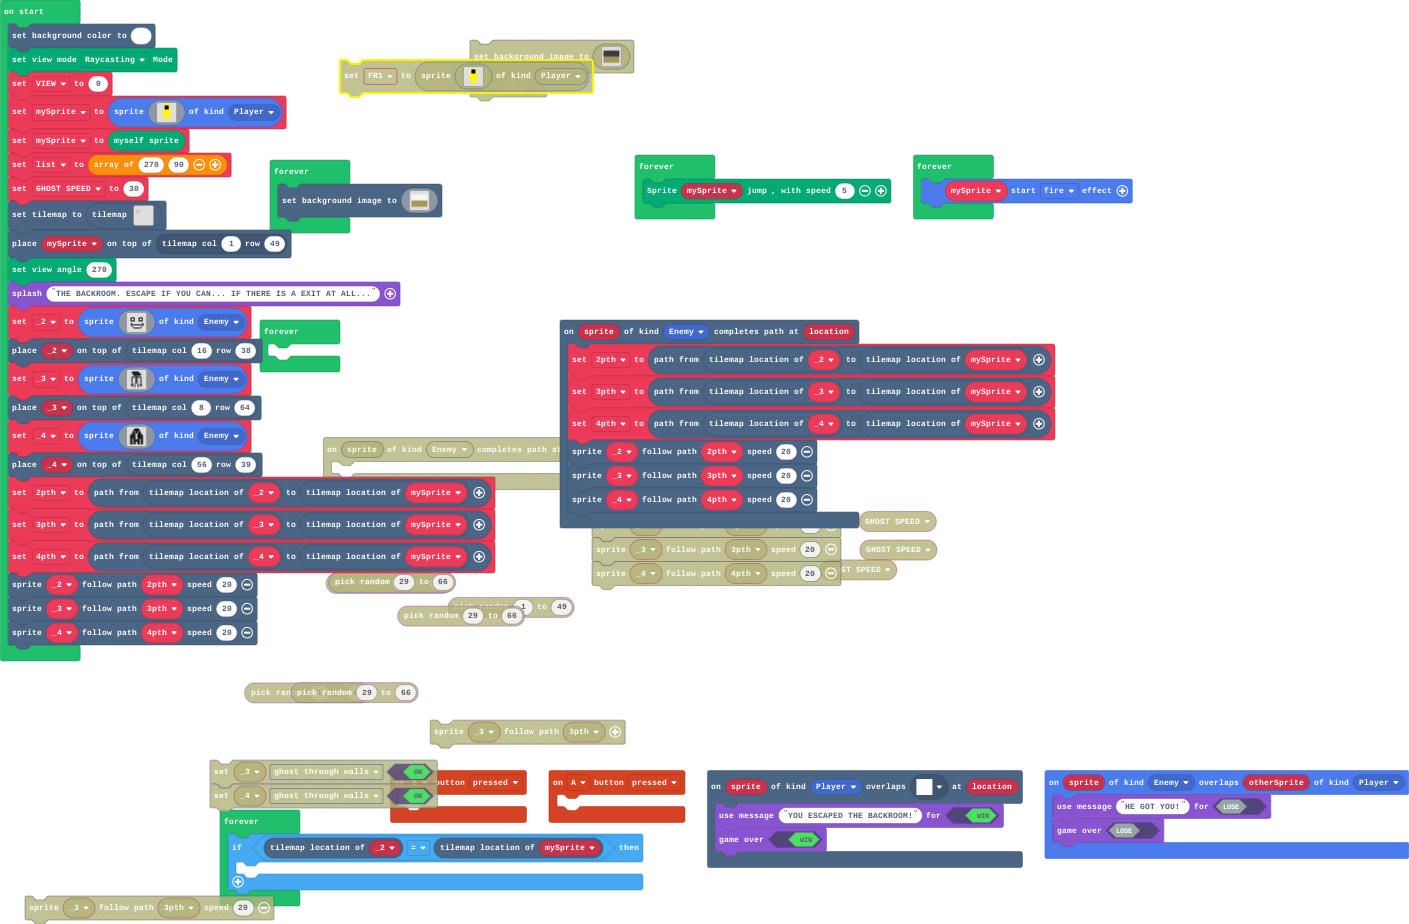 on start
set background color to
set view mode Raycasting Mode
set VIEW to 0
set mySprite to sprite of kind Player
set mySprite to myself sprite
set list to array of 270 90
set GHOST SPEED to 30
set tilemap to tilemap
place mySprite on top of tilemap col 1 row 49
set view angle 270
splash "THE BACKROOM. ESCAPE IF YOU CAN... IF THERE IS A EXIT AT ALL..."
set _2 to sprite of kind Enemy
place _2 on top of tilemap col 16 row 38
set _3 to sprite of kind Enemy
place _3 on top of tilemap col 8 row 64
set _4 to sprite of kind Enemy
place _4 on top of tilemap col 56 row 39
set 2pth to path from tilemap location of _2 to tilemap location of mySprite
set 3pth to path from tilemap location of _3 to tilemap location of mySprite
set 4pth to path from tilemap location of _4 to tilemap location of mySprite
sprite _2 follow path 2pth speed 20
sprite _3 follow path 3pth speed 20
sprite _4 follow path 4pth speed 20
set background image to
set FR1 to sprite of kind Player
forever
set background image to
forever
Sprite mySprite jump , with speed 5
forever
mySprite start fire effect
forever
on sprite of kind Enemy completes path at
on sprite of kind Enemy completes path at location
set 2pth to path from tilemap location of _2 to tilemap location of mySprite
set 3pth to path from tilemap location of _3 to tilemap location of mySprite
set 4pth to path from tilemap location of _4 to tilemap location of mySprite
sprite _2 follow path 2pth speed 20
sprite _3 follow path 3pth speed 20
sprite _4 follow path 4pth speed 20
GHOST SPEED
sprite _3 follow path 3pth speed 20
GHOST SPEED
sprite _4 follow path 4pth speed 20
SPEED
pick random 29 to 66
1 to 49
pick random 29 to 66
pick
pick random 29 to 66
sprite _3 follow path 3pth
set _3 ghost through walls ON
set _4 ghost through walls ON
button pressed
on A button pressed
forever
if tilemap location of _2 = tilemap location of mySprite then
sprite _3 follow path 3pth speed 20
on sprite of kind Player overlaps at location
use message "YOU ESCAPED THE BACKROOM!" for WIN
game over WIN
on sprite of kind Enemy overlaps otherSprite of kind Player
use message "HE GOT YOU!" for LOSE
game over LOSE